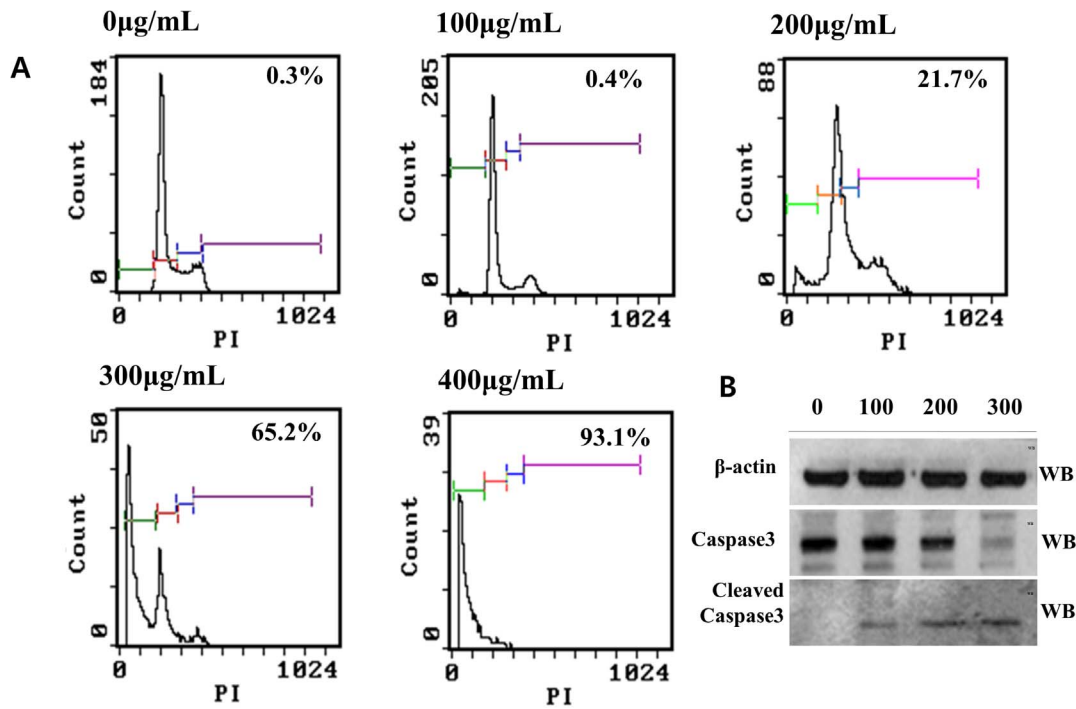 A
0μg/mL
0.3%
184
Count
0
0
1024
PI
100μg/mL
0.4%
205
Count
0
0
1024
PI
200μg/mL
21.7%
88
Count
0
0
1024
PI
300μg/mL
65.2%
50
Count
0
0
1024
PI
400μg/mL
93.1%
39
Count
0
0
1024
PI
B
0 100 200 300
β-actin WB
Caspase3 WB
Cleaved
Caspase3 WB